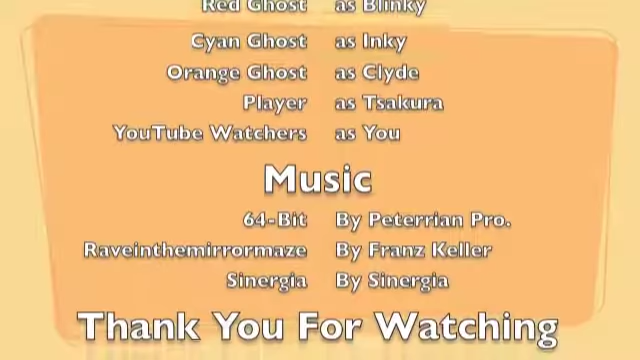 Red Ghost as Blinky
Cyan Ghost as Inky
Orange Ghost as Clyde
Player as Tsakura
YouTube Watchers as You
Music
64-Bit By Peterrian Pro.
Raveinthemirrormaze By Franz Keller
Sinergia By Sinergia
Thank You For Watching